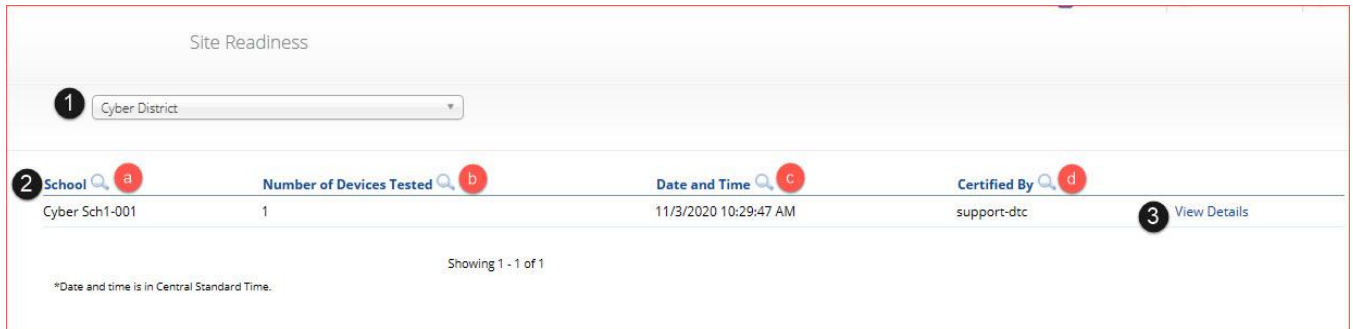 Site Readiness
1 Cyber District
2 School a Number of Devices Tested b Date and Time c Certified By d
Cyber Sch1-001 1 11/3/2020 10:29:47 AM support-dtc 3 View Details
Showing 1 - 1 of 1
*Date and time is in Central Standard Time.